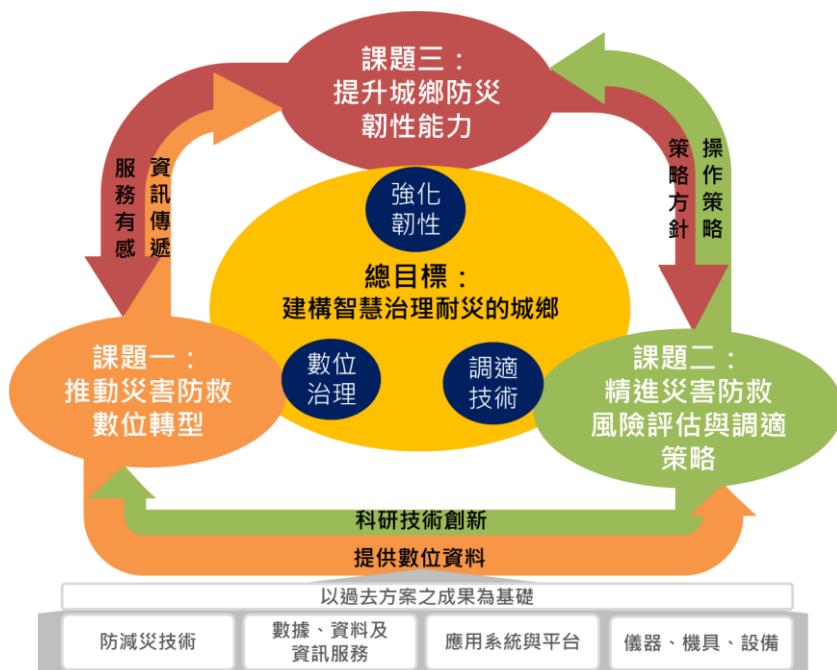 課題三：
提升城鄉防災
韌性能力
服務有感
資訊傳遞
策略方針
操作策略
強化
韌性
總目標：
建構智慧治理耐災的城鄉
課題一：
推動災害防救
數位轉型
數位
治理
調適
技術
課題二：
精進災害防救
風險評估與調適
策略
科研技術創新
提供數位資料
以過去方案之成果為基礎
防減災技術
數據、資料及
資訊服務
應用系統與平台
儀器、機具、設備